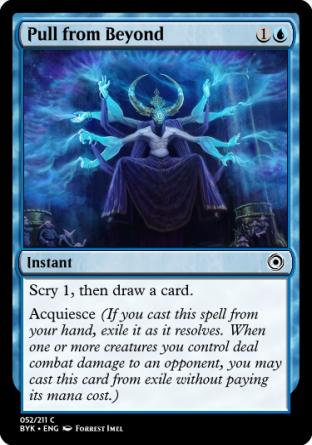 Pull from Beyond 1
Instant
Scry 1, then draw a card.
Acquiesce (If you cast this spell from
your hand, exile it as it resolves. When
one or more creatures you control deal
combat damage to an opponent, you may
cast this card from exile without paying
its mana cost.)
052/211 C
BYK • ENG Forrest Imel